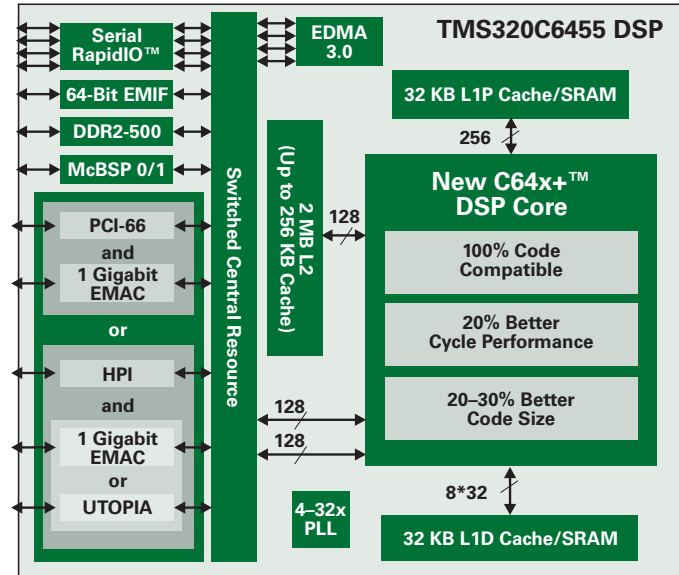 TMS320C6455 DSP
Serial
RapidIO™
64-Bit EMIF
DDR2-500
McBSP 0/1
PCI-66
and
1 Gigabit
EMAC
or
HPI
and
1 Gigabit
EMAC
or
UTOPIA
Switched Central Resource
EDMA
3.0
2 MB L2
(Up to 256 KB Cache)
128
128
128
4–32x
PLL
32 KB L1P Cache/SRAM
256
New C64x+™
DSP Core
100% Code
Compatible
20% Better
Cycle Performance
20–30% Better
Code Size
8*32
32 KB L1D Cache/SRAM